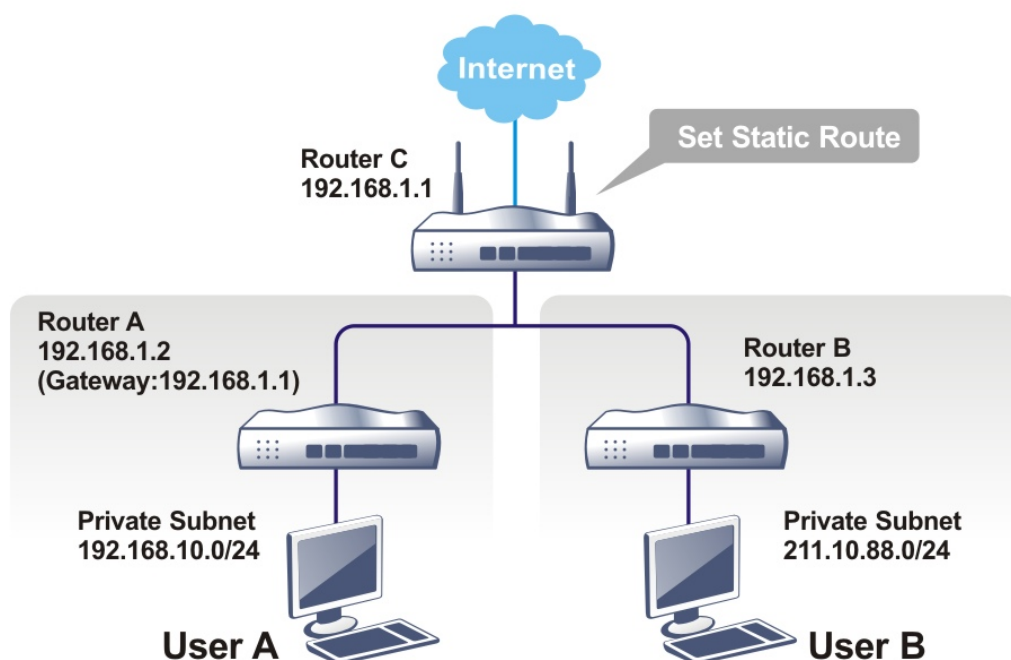 Internet
Set Static Route
Router C
192.168.1.1
Router A
192.168.1.2
(Gateway:192.168.1.1)
Router B
192.168.1.3
Private Subnet
192.168.10.0/24
Private Subnet
211.10.88.0/24
User A
User B